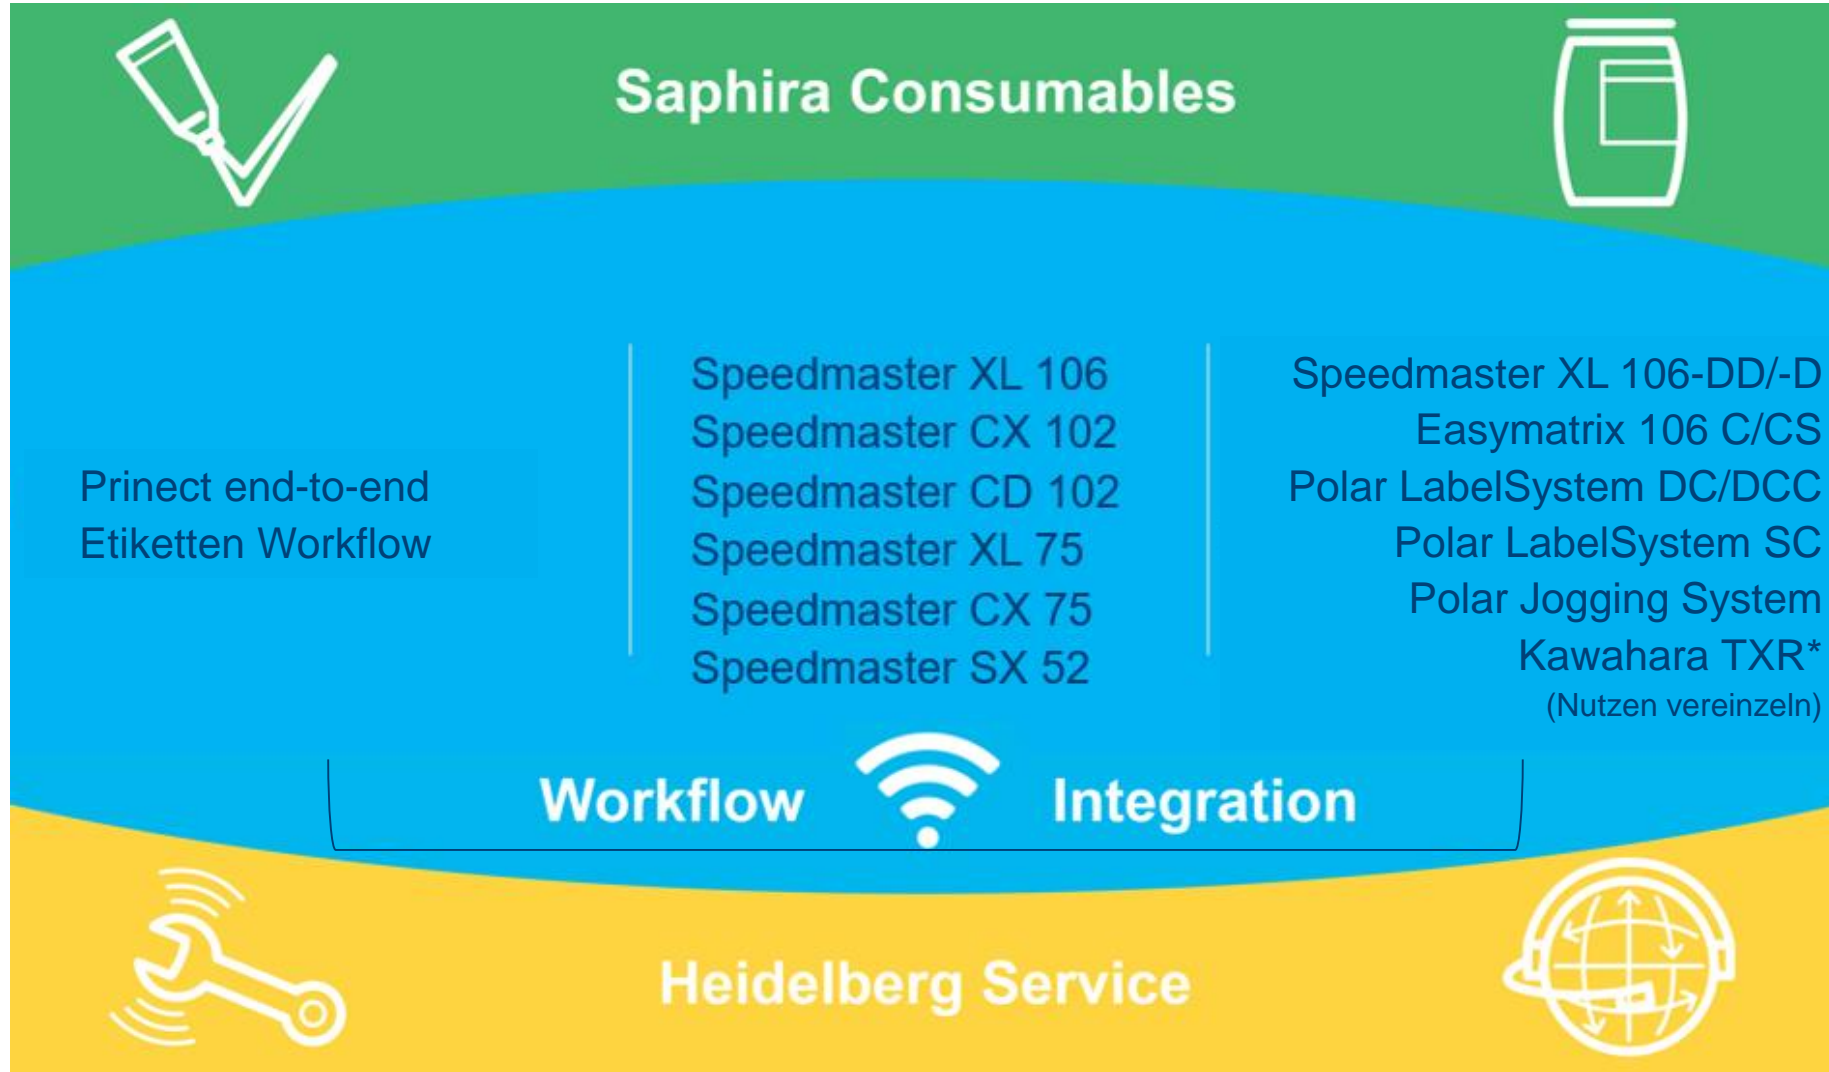 Saphira Consumables
Prinect end-to-end
Etiketten Workflow
Speedmaster XL 106
Speedmaster CX 102
Speedmaster CD 102
Speedmaster XL 75
Speedmaster CX 75
Speedmaster SX 52
Speedmaster XL 106-DD/-D
Easymatrix 106 C/CS
Polar LabelSystem DC/DCC
Polar LabelSystem SC
Polar Jogging System
Kawahara TXR*
(Nutzen vereinzeln)
Workflow Integration
Heidelberg Service